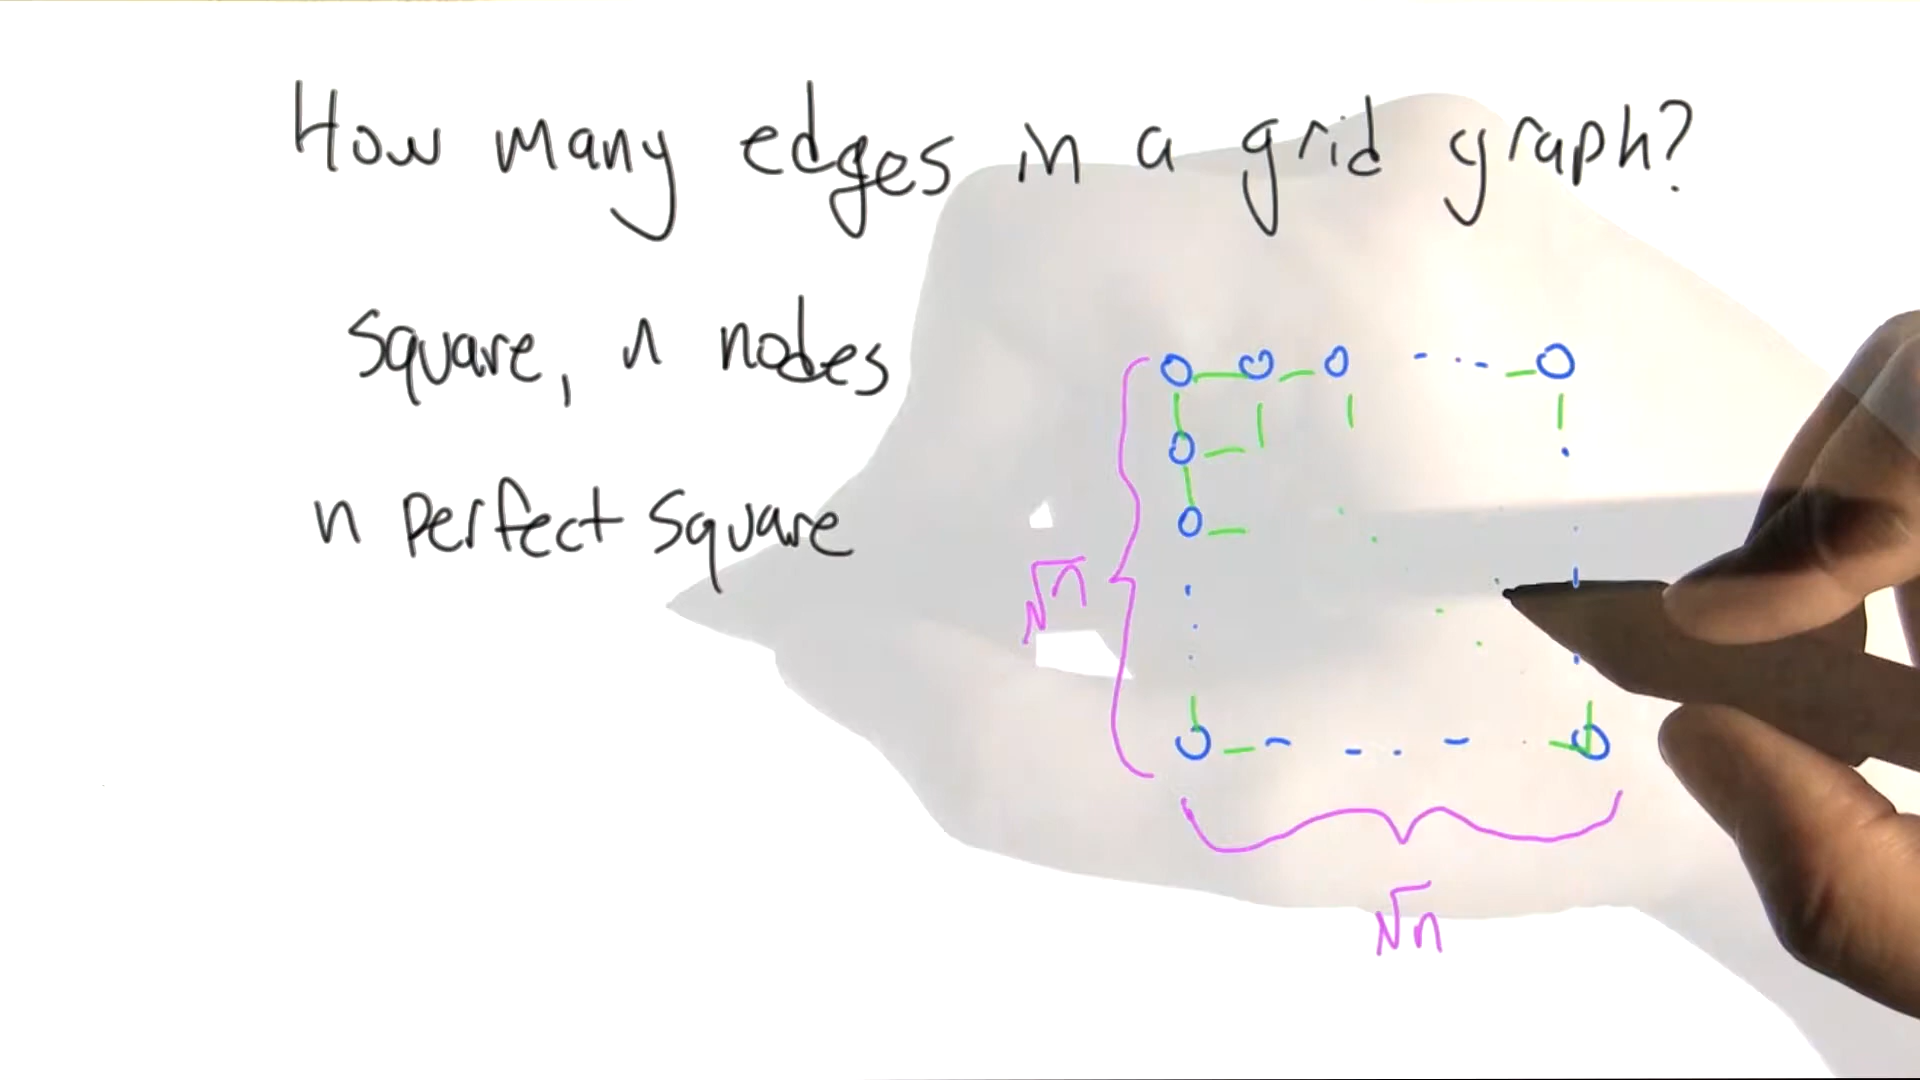 How many edges in a grid graph?
square, n nodes
n perfect square
√n
√n